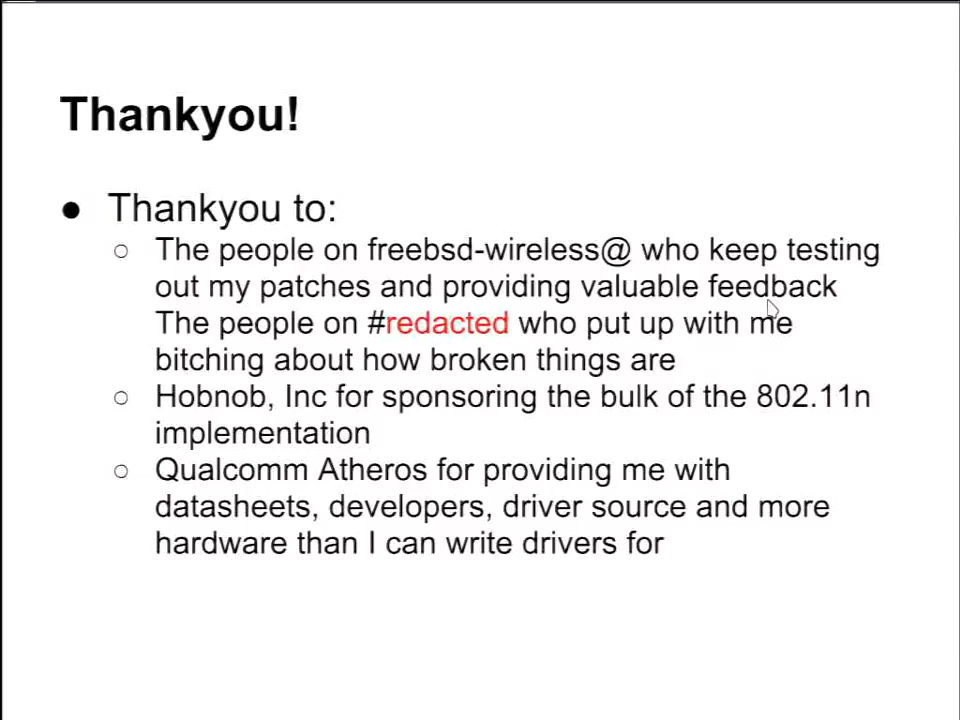 Thankyou!
● Thankyou to:
○ The people on freebsd-wireless@ who keep testing
out my patches and providing valuable feedback
The people on #redacted who put up with me
bitching about how broken things are
○ Hobnob, Inc for sponsoring the bulk of the 802.11n
implementation
○ Qualcomm Atheros for providing me with
datasheets, developers, driver source and more
hardware than I can write drivers for